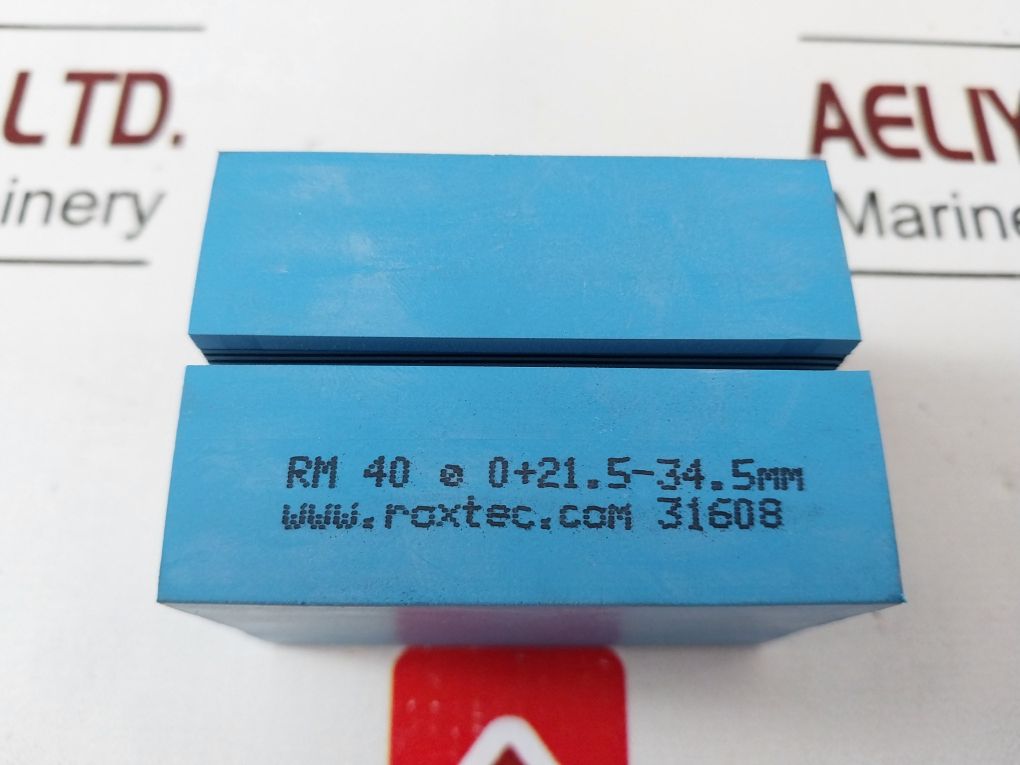 LTD.
inery
AELIY
Marine
RM 40 ø 0+21.5-34.5mm
www.roxtec.com 31608